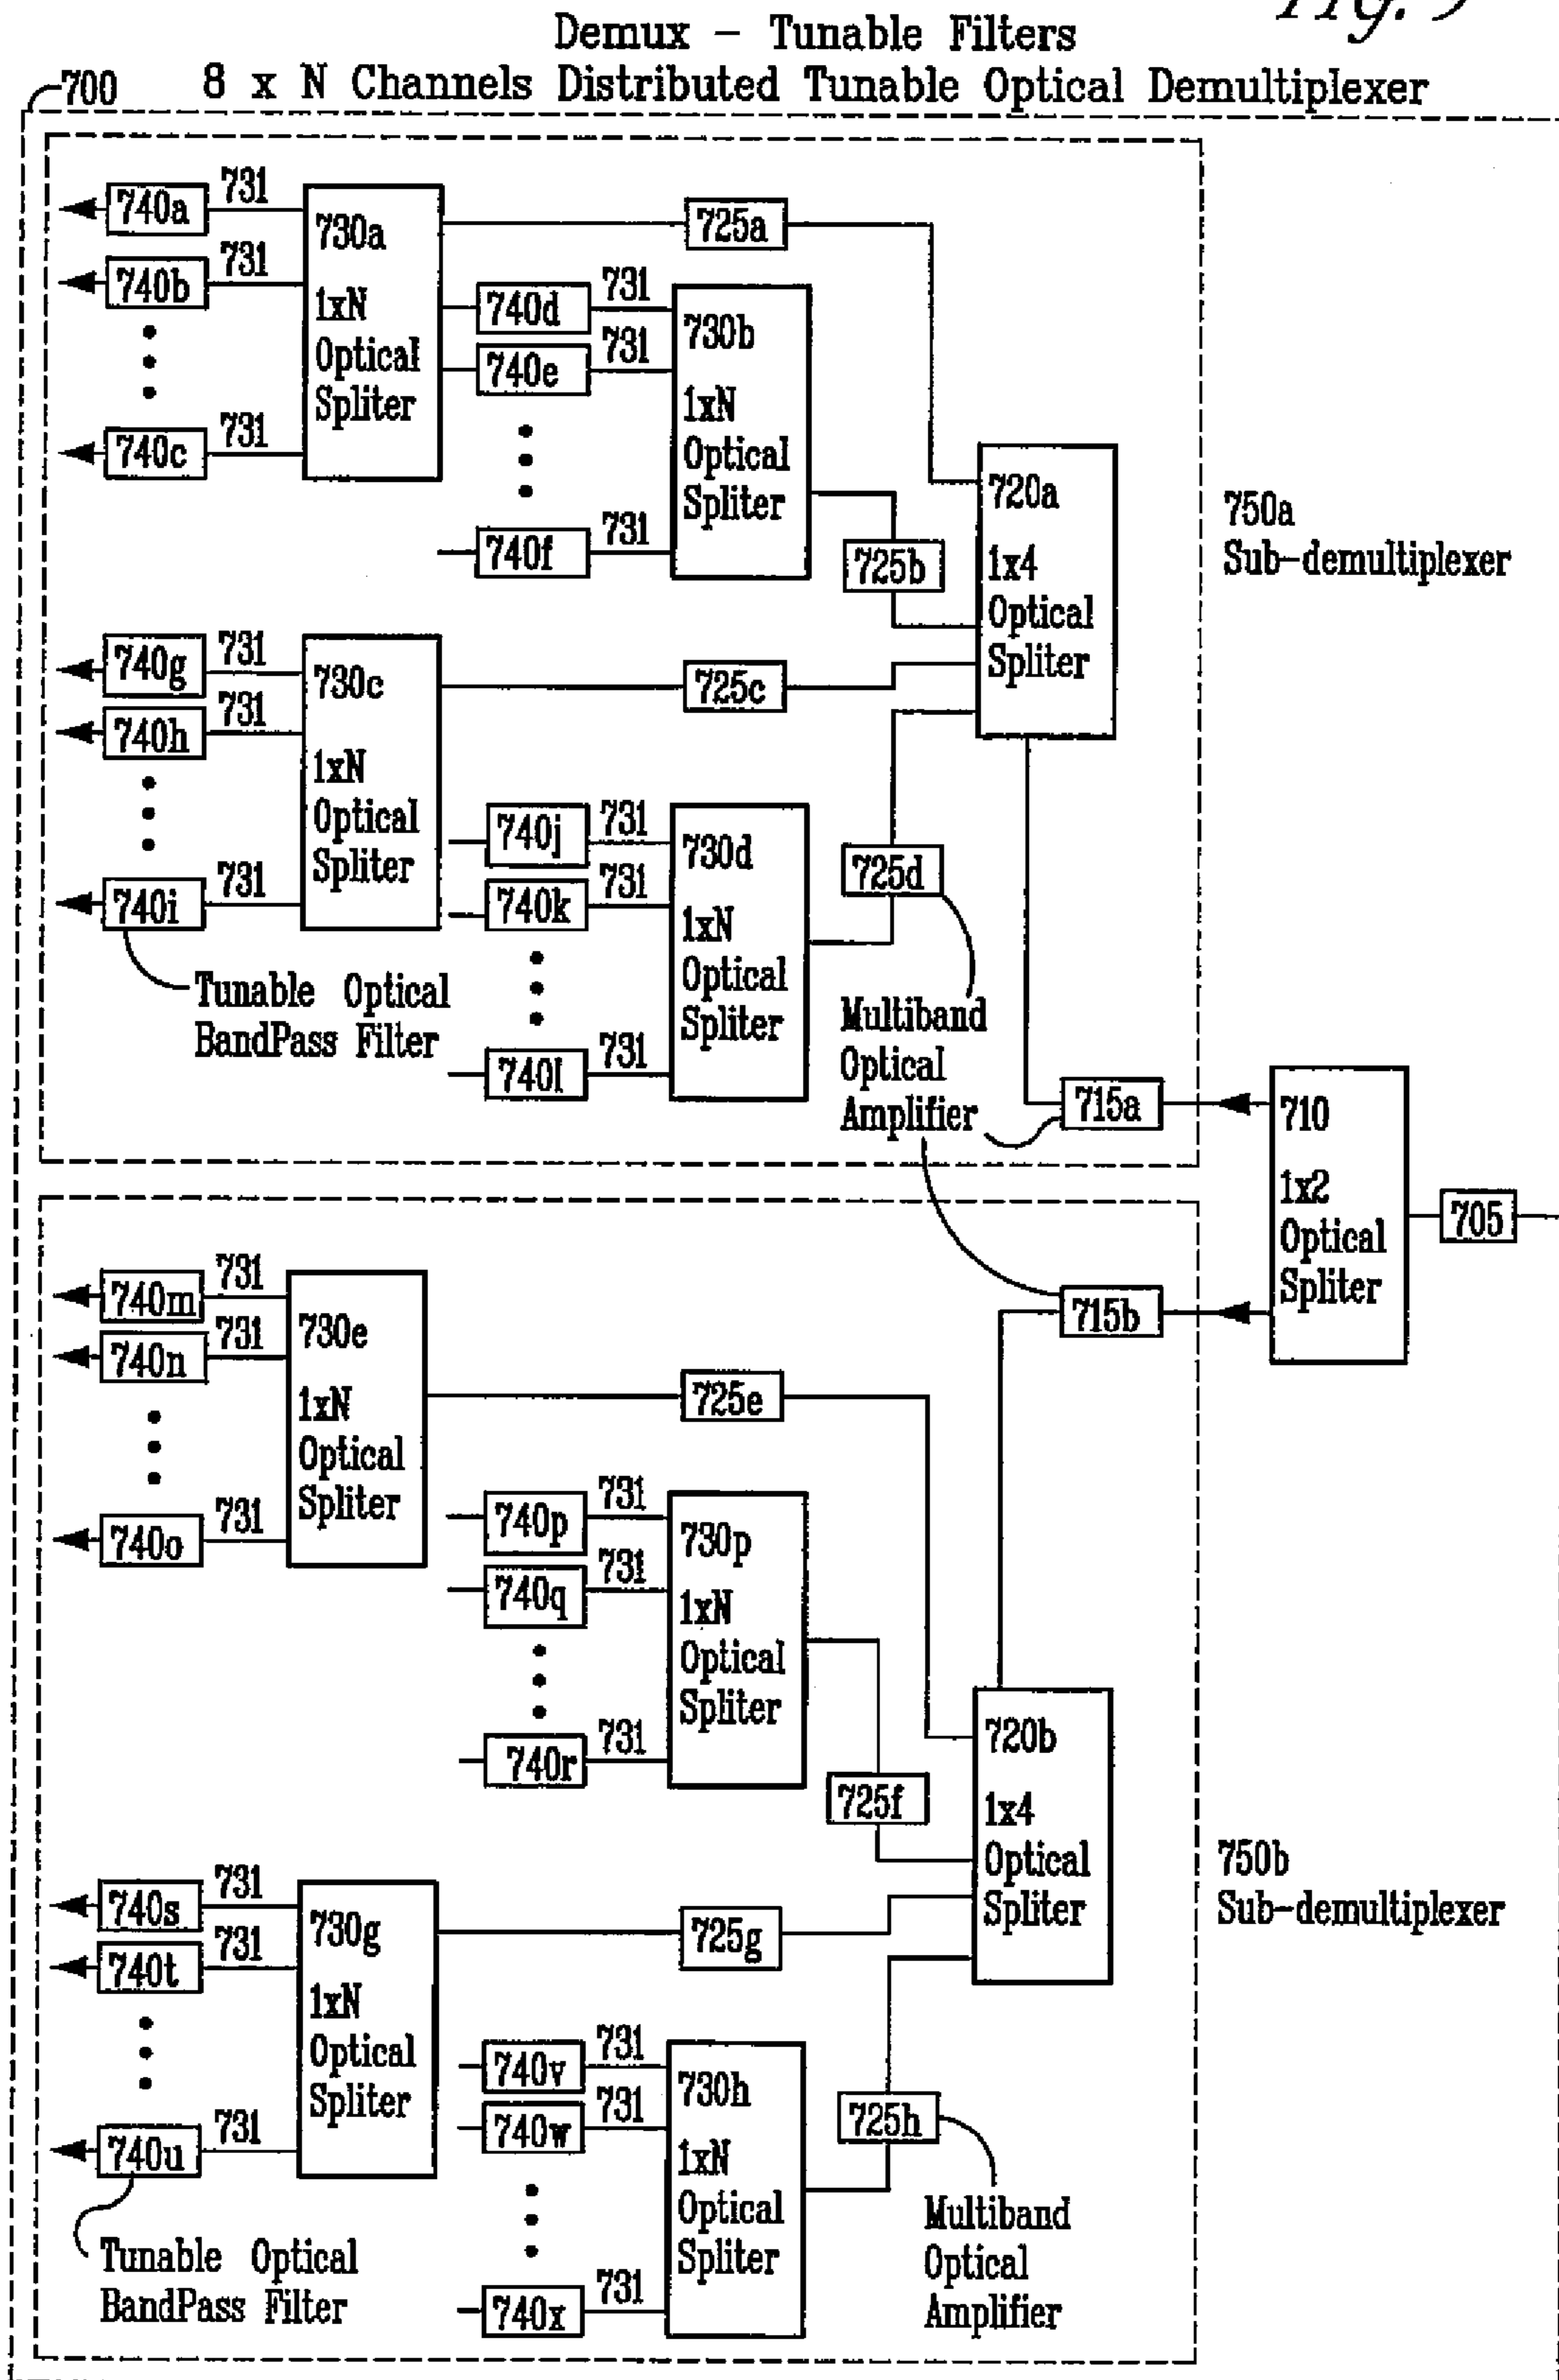 Fig. 9
Demux – Tunable Filters
8 x N Channels Distributed Tunable Optical Demultiplexer
700
740a
731
740b
731
740c
731
730a
1xN
Optical
Spliter
725a
740d
731
740e
731
740f
731
730b
1xN
Optical
Spliter
725b
720a
1x4
Optical
Spliter
750a
Sub-demultiplexer
740g
731
740h
731
740i
731
730c
1xN
Optical
Spliter
725c
Tunable Optical
BandPass Filter
740j
731
740k
731
740l
731
730d
1xN
Optical
Spliter
725d
Multiband
Optical
Amplifier
715a
710
1x2
Optical
Spliter
705
715b
740m
731
740n
731
740o
731
730e
1xN
Optical
Spliter
725e
740p
731
740q
731
740r
731
730p
1xN
Optical
Spliter
725f
720b
1x4
Optical
Spliter
750b
Sub-demultiplexer
740s
731
740t
731
740u
731
730g
1xN
Optical
Spliter
725g
Tunable Optical
BandPass Filter
740v
731
740w
731
740x
731
730h
1xN
Optical
Spliter
725h
Multiband
Optical
Amplifier